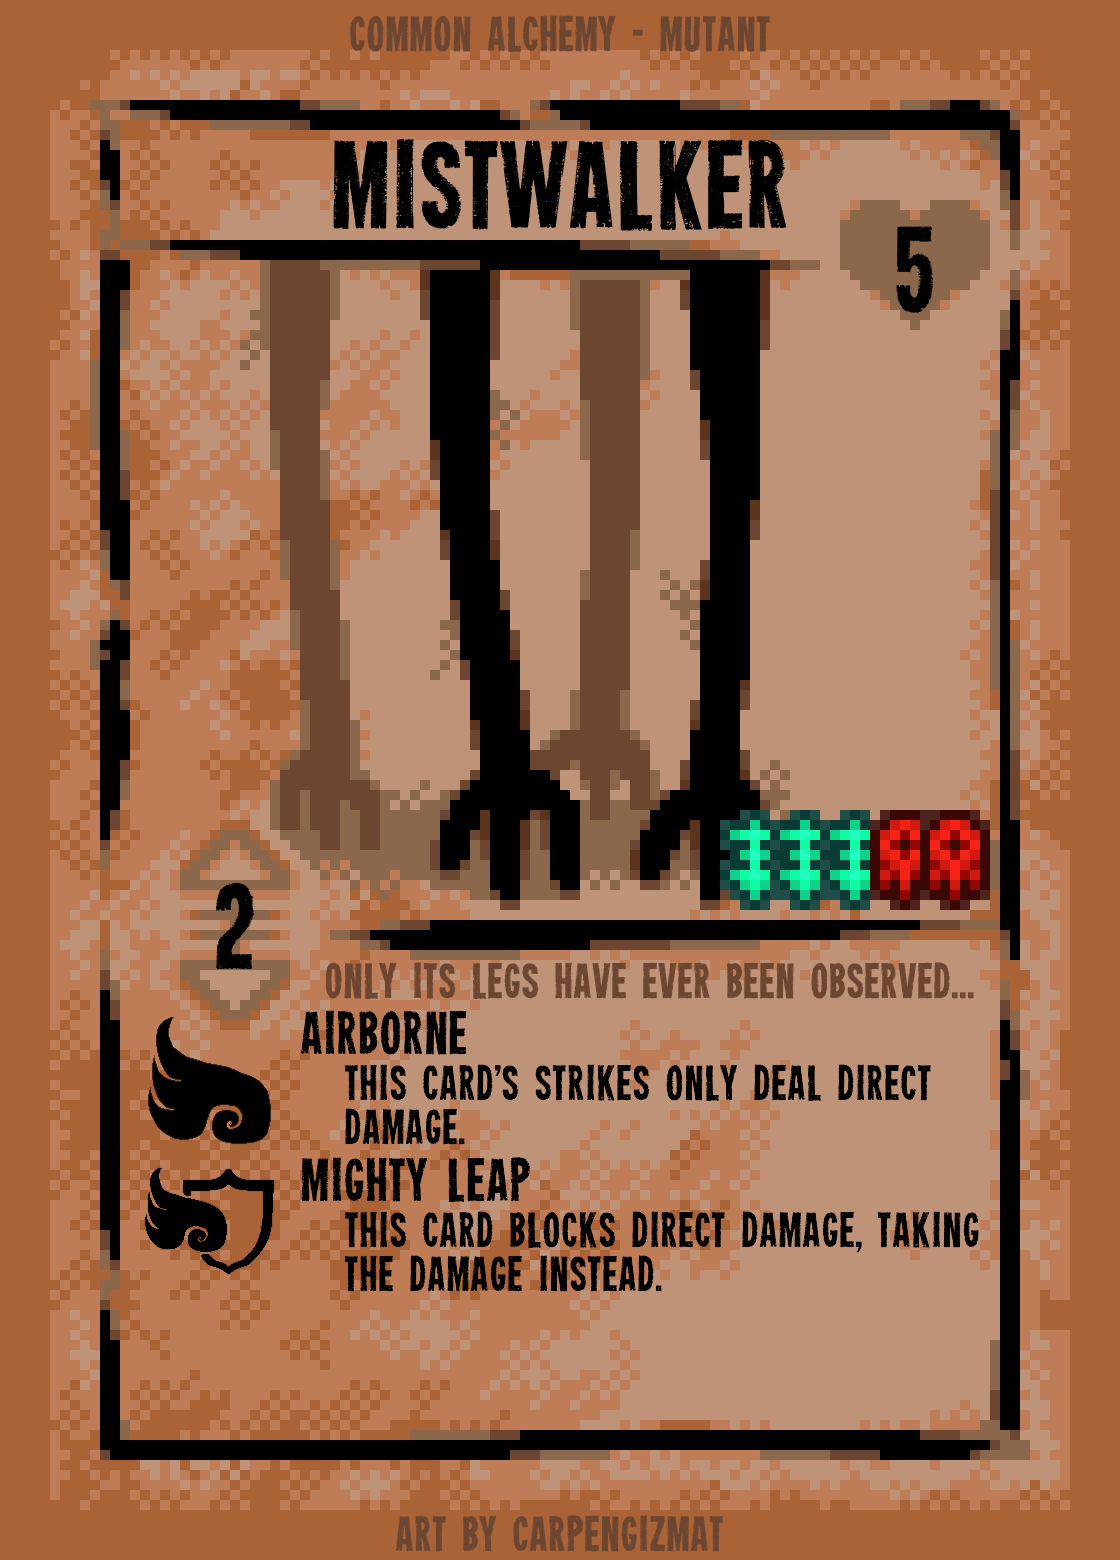 COMMON ALCHEMY - MUTANT
MISTWALKER
5
2
ONLY ITS LEGS HAVE EVER BEEN OBSERVED...
AIRBORNE
THIS CARD'S STRIKES ONLY DEAL DIRECT
DAMAGE.
MIGHTY LEAP
THIS CARD BLOCKS DIRECT DAMAGE, TAKING
THE DAMAGE INSTEAD.
ART BY CARPENGIZMAT